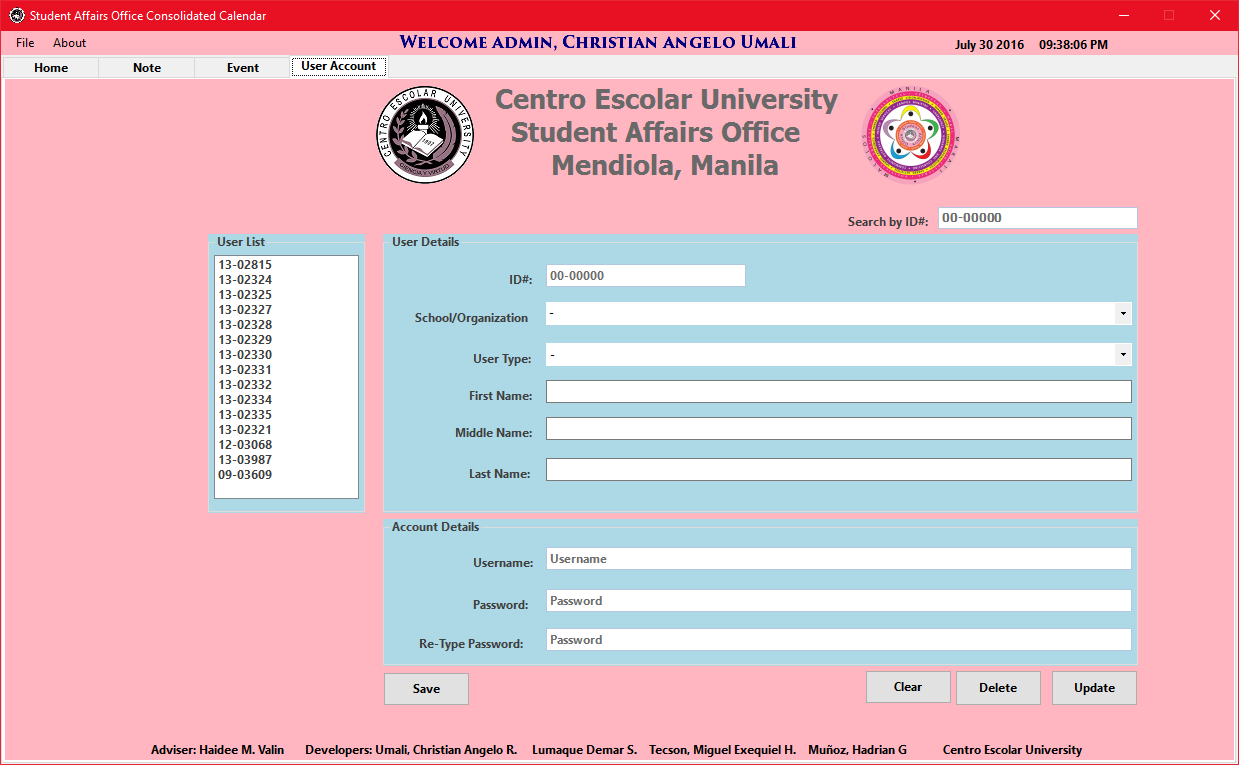 Student Affairs Office Consolidated Calendar
File About
Welcome admin, Christian angelo Umali
July 30 2016 09:38:06 PM
Home Note Event User Account
CENTRO ESCOLAR UNIVERSITY
1907
CIENCIA Y VIRTUD
Centro Escolar University
Student Affairs Office
Mendiola, Manila
MANILA
MAKATI
MALOLOS
Search by ID#: 00-00000
User List
13-02815
13-02324
13-02325
13-02327
13-02328
13-02329
13-02330
13-02331
13-02332
13-02334
13-02335
13-02321
12-03068
13-03987
09-03609
User Details
ID#: 00-00000
School/Organization -
User Type: -
First Name:
Middle Name:
Last Name:
Account Details
Username: Username
Password: Password
Re-Type Password: Password
Save Clear Delete Update
Adviser: Haidee M. Valin Developers: Umali, Christian Angelo R. Lumaque Demar S. Tecson, Miguel Exequiel H. Muñoz, Hadrian G Centro Escolar University